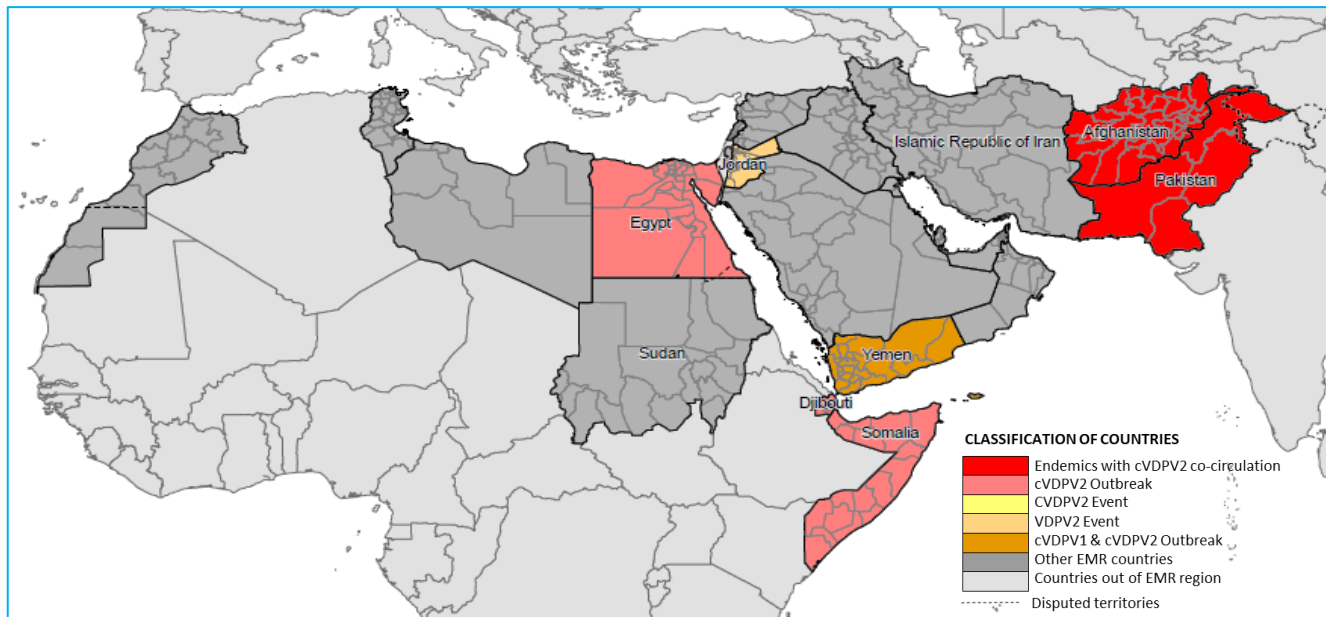 Afghanistan
Islamic Republic of Iran
Jordan
Pakistan
Egypt
Sudan
Yemen
Djibouti
Somalia
CLASSIFICATION OF COUNTRIES
Endemics with cVDPV2 co-circulation
cVDPV2 Outbreak
CVDPV2 Event
VDPV2 Event
cVDPV1 & cVDPV2 Outbreak
Other EMR countries
Countries out of EMR region
Disputed territories